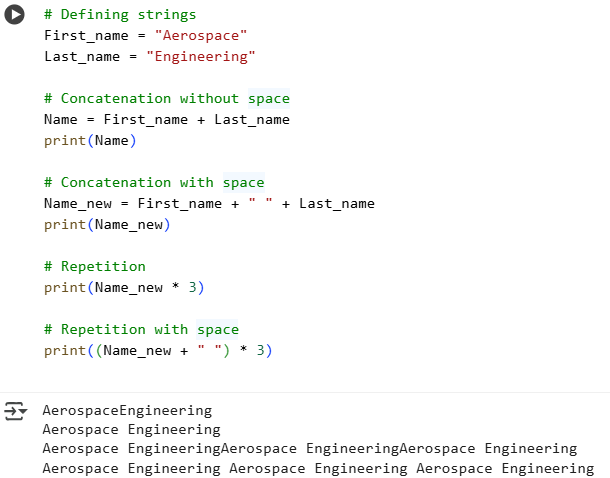 # Defining strings
First_name = "Aerospace"
Last_name = "Engineering"
# Concatenation without space
Name = First_name + Last_name
print(Name)
# Concatenation with space
Name_new = First_name + " " + Last_name
print(Name_new)
# Repetition
print(Name_new * 3)
# Repetition with space
print((Name_new + " ") * 3)
AerospaceEngineering
Aerospace Engineering
Aerospace EngineeringAerospace EngineeringAerospace Engineering
Aerospace Engineering Aerospace Engineering Aerospace Engineering